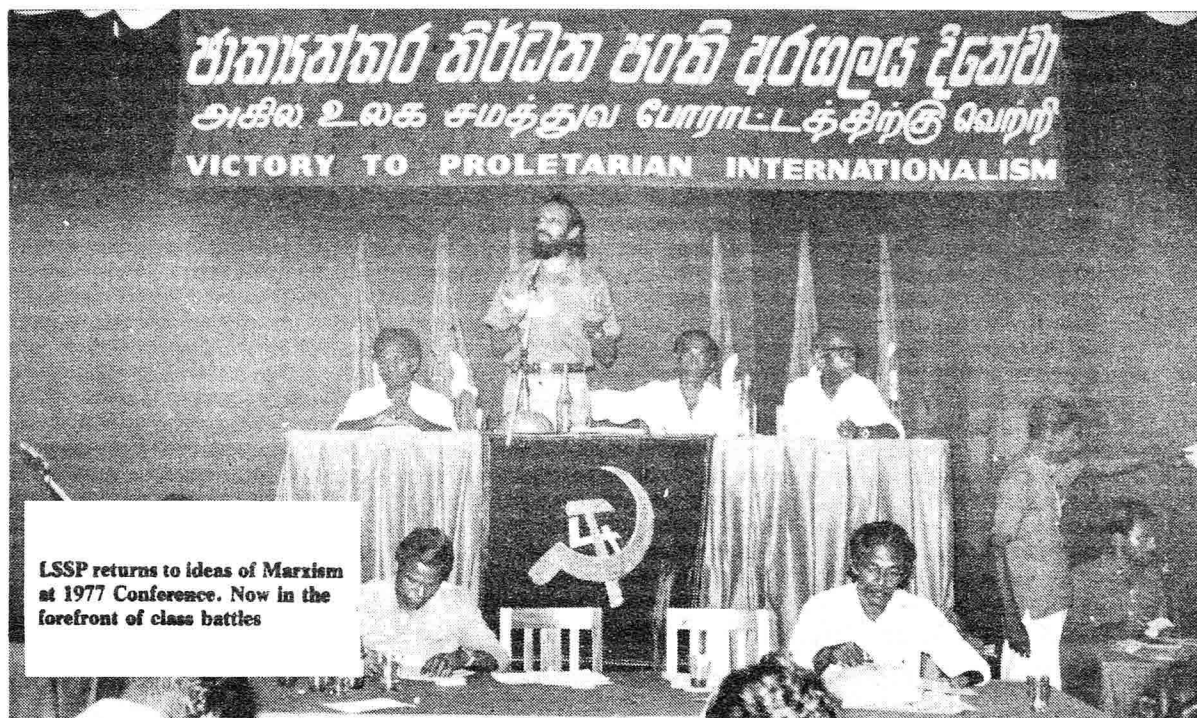 ජාත්‍යන්තර නිර්ධන පංති අරගලය දිනේවා
அகில உலக சமத்துவ போராட்டத்திற்கு வெற்றி
VICTORY TO PROLETARIAN INTERNATIONALISM
4
LSSP returns to ideas of Marxism
at 1977 Conference. Now in the
forefront of class battles